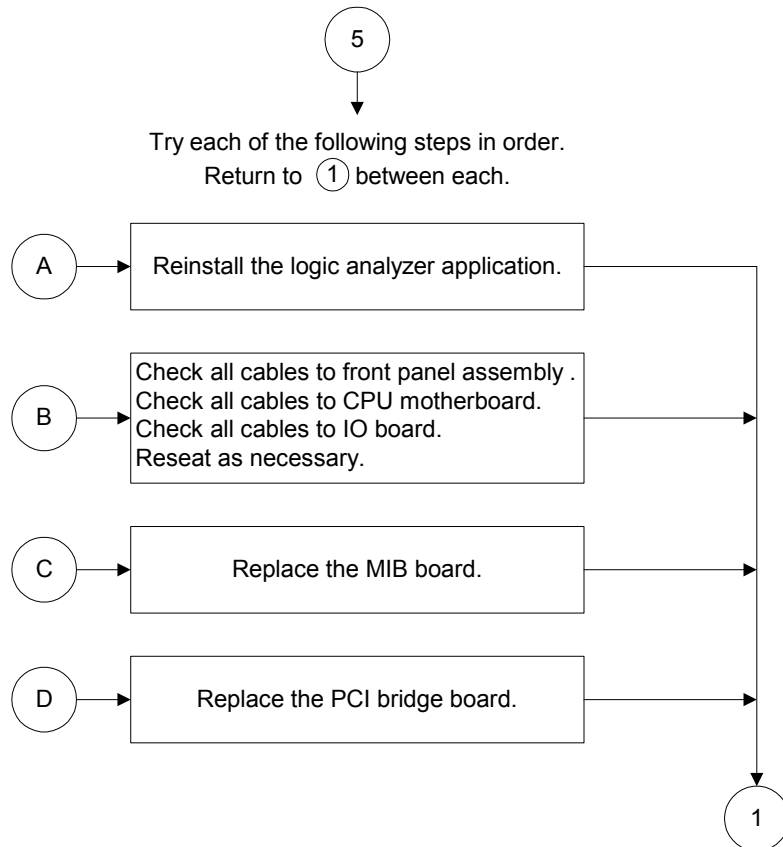 5
Try each of the following steps in order.
Return to 1 between each.
A
Reinstall the logic analyzer application.
B
Check all cables to front panel assembly .
Check all cables to CPU motherboard.
Check all cables to IO board.
Reseat as necessary.
C
Replace the MIB board.
D
Replace the PCI bridge board.
1